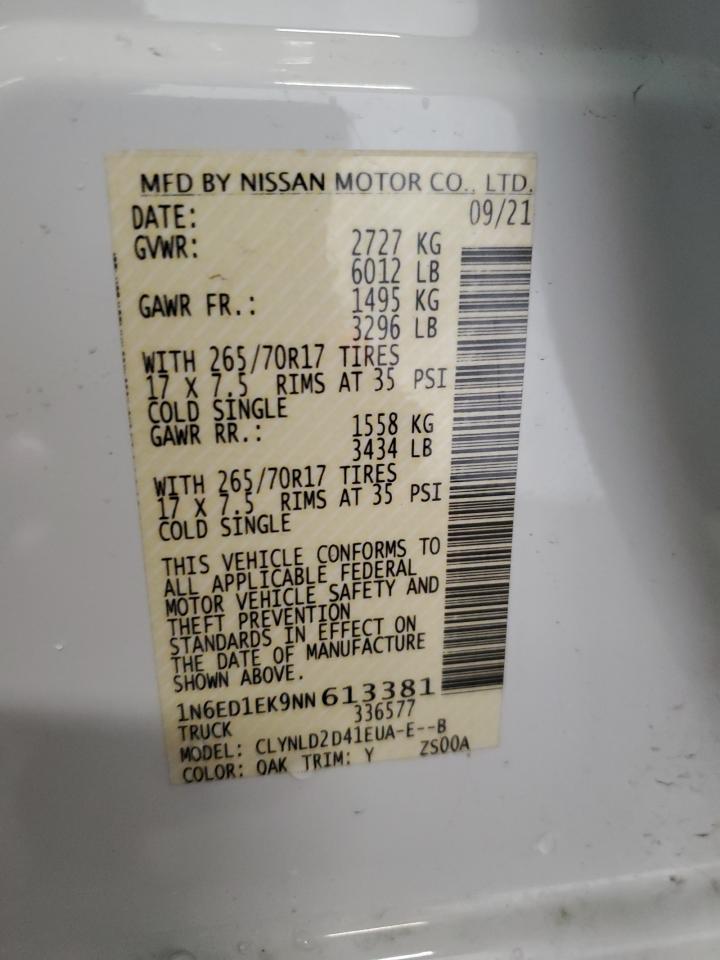 MFD BY NISSAN MOTOR CO., LTD.
DATE: 09/21
GVWR: 2727 KG
6012 LB
GAWR FR.: 1495 KG
3296 LB
WITH 265/70R17 TIRES
17 X 7.5 RIMS AT 35 PSI
COLD SINGLE
GAWR RR.: 1558 KG
3434 LB
WITH 265/70R17 TIRES
17 X 7.5 RIMS AT 35 PSI
COLD SINGLE
THIS VEHICLE CONFORMS TO
ALL APPLICABLE FEDERAL
MOTOR VEHICLE SAFETY AND
THEFT PREVENTION
STANDARDS IN EFFECT ON
THE DATE OF MANUFACTURE
SHOWN ABOVE.
1N6ED1EK9NN613381
TRUCK 336577
MODEL: CLYNLD2D41EUA-E--B
COLOR: QAK TRIM: Y ZS00A